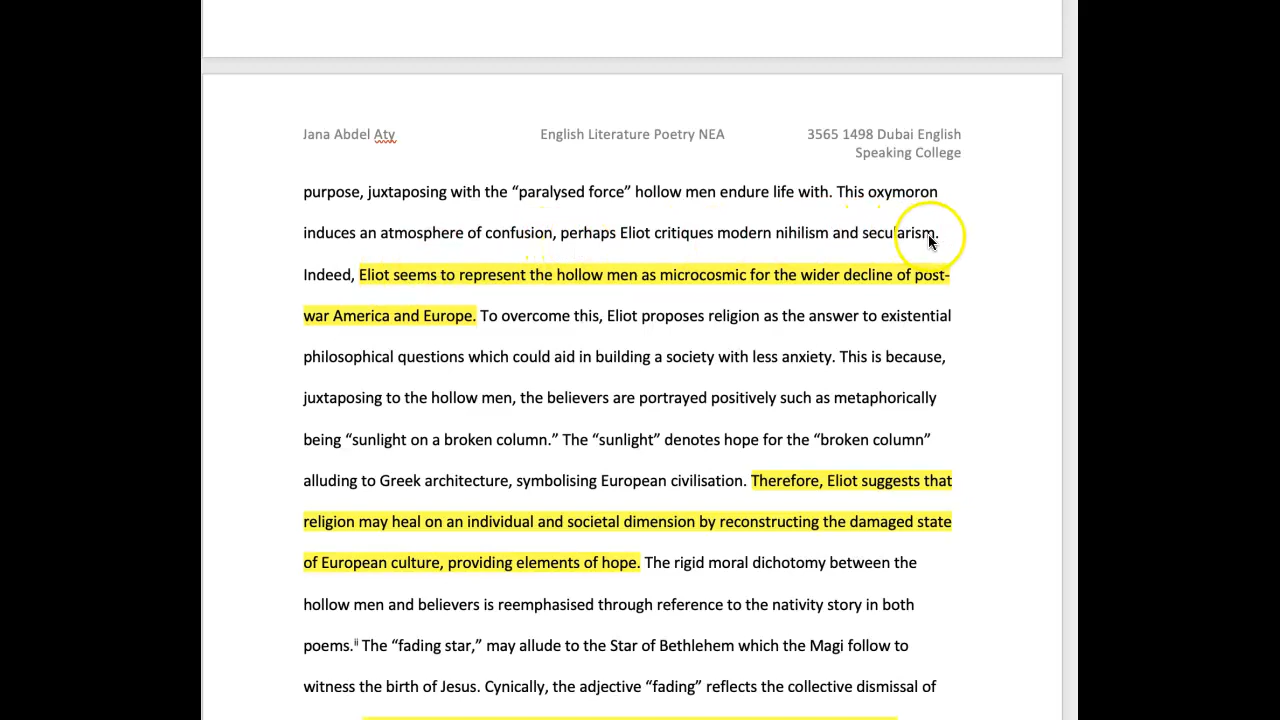 Jana Abdel Aty English Literature Poetry NEA 3565 1498 Dubai English
Speaking College
purpose, juxtaposing with the “paralysed force” hollow men endure life with. This oxymoron
induces an atmosphere of confusion, perhaps Eliot critiques modern nihilism and secularism.
Indeed, Eliot seems to represent the hollow men as microcosmic for the wider decline of post-
war America and Europe. To overcome this, Eliot proposes religion as the answer to existential
philosophical questions which could aid in building a society with less anxiety. This is because,
juxtaposing to the hollow men, the believers are portrayed positively such as metaphorically
being “sunlight on a broken column.” The “sunlight” denotes hope for the “broken column”
alluding to Greek architecture, symbolising European civilisation. Therefore, Eliot suggests that
religion may heal on an individual and societal dimension by reconstructing the damaged state
of European culture, providing elements of hope. The rigid moral dichotomy between the
hollow men and believers is reemphasised through reference to the nativity story in both
poems.ii The “fading star,” may allude to the Star of Bethlehem which the Magi follow to
witness the birth of Jesus. Cynically, the adjective “fading” reflects the collective dismissal of